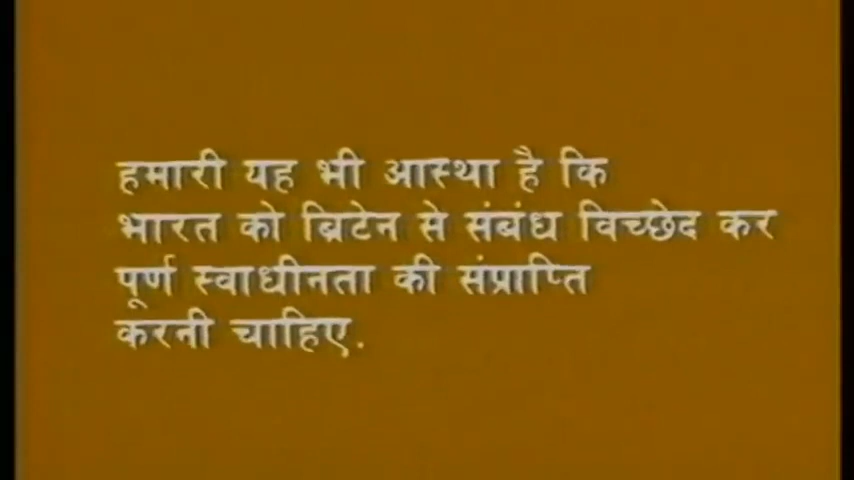 हमारी यह भी आस्था है कि
भारत को ब्रिटेन से संबंध विच्छेद कर
पूर्ण स्वाधीनता की संप्राप्ति
करनी चाहिए.